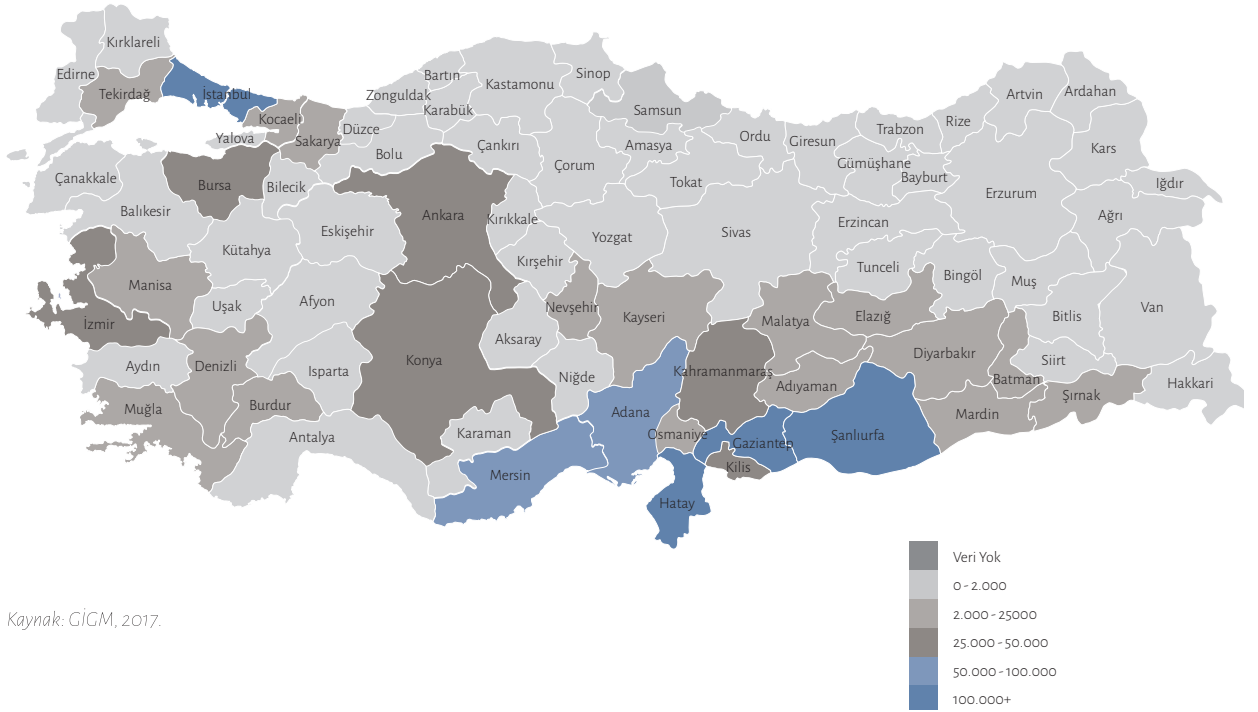 Kırklareli
Edirne
Tekirdağ
İstanbul
Kocaeli
Yalova
Sakarya
Düzce
Zonguldak
Bartın
Karabük
Kastamonu
Sinop
Samsun
Bolu
Çankırı
Çorum
Amasya
Tokat
Ordu
Giresun
Trabzon
Rize
Artvin
Ardahan
Gümüşhane
Bayburt
Kars
Iğdır
Erzurum
Ağrı
Çanakkale
Balıkesir
Bursa
Bilecik
Eskişehir
Kütahya
Ankara
Kırıkkale
Kırşehir
Yozgat
Sivas
Erzincan
Tunceli
Bingöl
Muş
Bitlis
Van
Manisa
İzmir
Uşak
Afyon
Konya
Aksaray
Nevşehir
Kayseri
Malatya
Elazığ
Diyarbakır
Batman
Siirt
Hakkari
Şırnak
Mardin
Aydın
Denizli
Isparta
Burdur
Muğla
Antalya
Karaman
Niğde
Mersin
Adana
Kahramanmaraş
Adıyaman
Osmaniye
Gaziantep
Kilis
Şanlıurfa
Hatay
Veri Yok
0 - 2.000
2.000 - 25000
25.000 - 50.000
50.000 - 100.000
100.000+
Kaynak: GİGM, 2017.